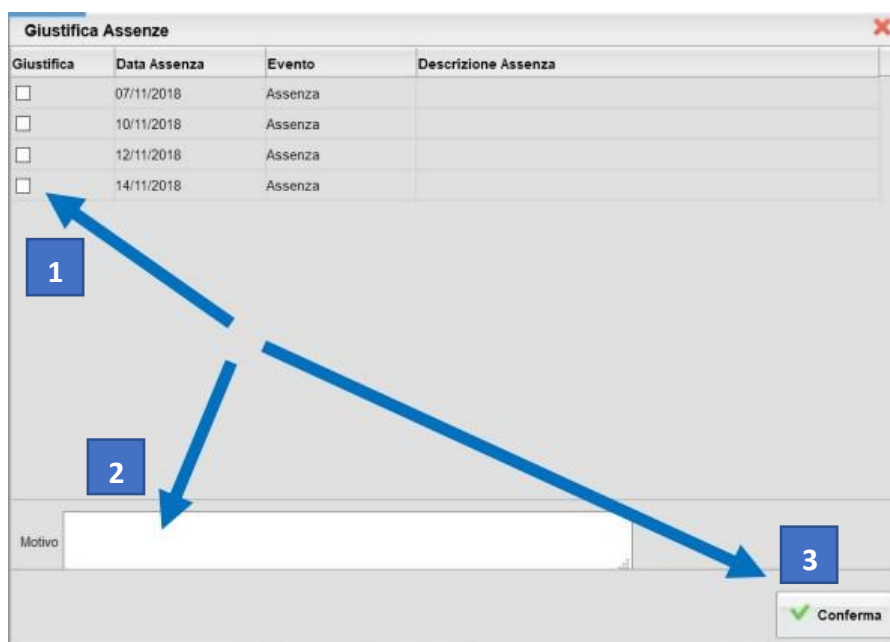 Giustifica Assenze
Giustifica Data Assenza Evento Descrizione Assenza
07/11/2018 Assenza
10/11/2018 Assenza
12/11/2018 Assenza
14/11/2018 Assenza
1
2
Motivo
3
Conferma